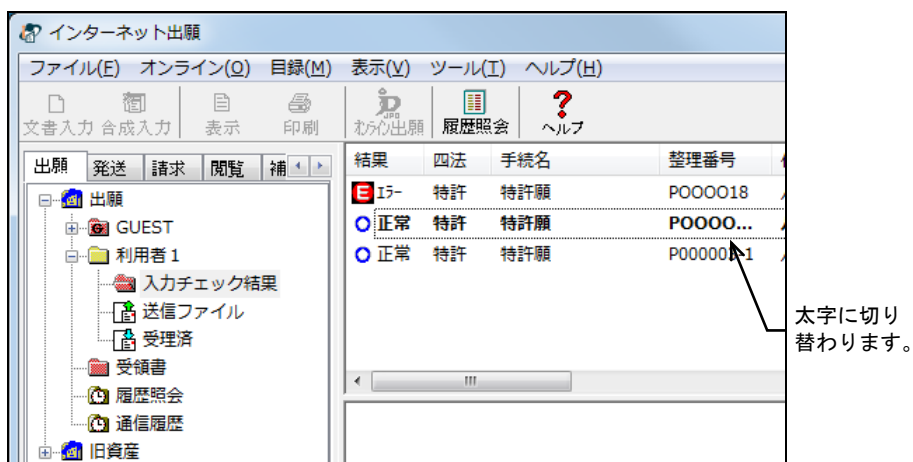 インターネット出願
ファイル(F) オンライン(O) 目録(M) 表示(V) ツール(T) ヘルプ(H)
文書入力 合成入力 表示 印刷 オンライン出願 履歴照会 ヘルプ
出願 発送 請求 閲覧 補
結果 四法 手続名 整理番号
エラー 特許 特許願 POOOO18
正常 特許 特許願 POOOO...
正常 特許 特許願
出願
GUEST
利用者1
入力チェック結果
送信ファイル
受理済
受領書
履歴照会
通信履歴
旧資産
太字に切り
替わります。